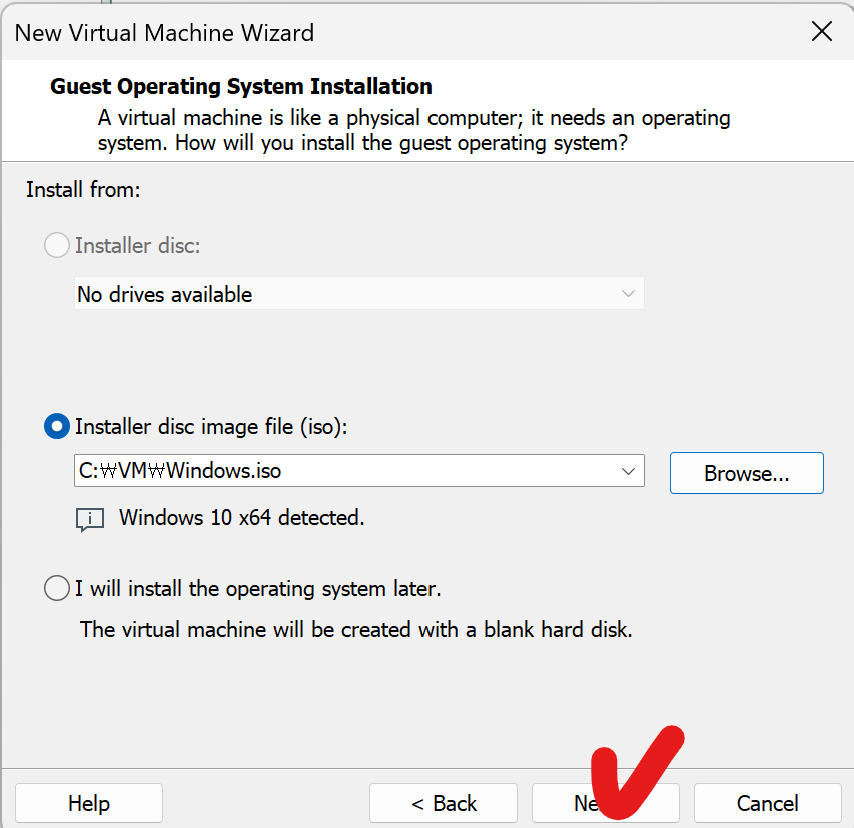 New Virtual Machine Wizard
Guest Operating System Installation
A virtual machine is like a physical computer; it needs an operating
system. How will you install the guest operating system?
Install from:
Installer disc:
No drives available
Installer disc image file (iso):
C:₩VM₩Windows.iso
Browse...
Windows 10 x64 detected.
I will install the operating system later.
The virtual machine will be created with a blank hard disk.
Help
< Back
Cancel